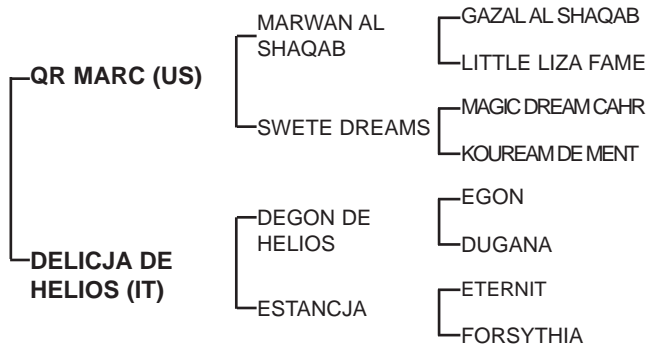 QR MARC (US)
DELICJA DE
HELIOS (IT)
MARWAN AL
SHAQAB
SWETE DREAMS
DEGON DE
HELIOS
ESTANCJA
GAZAL AL SHAQAB
LITTLE LIZA FAME
MAGIC DREAM CAHR
KOUREAM DE MENT
EGON
DUGANA
ETERNIT
FORSYTHIA